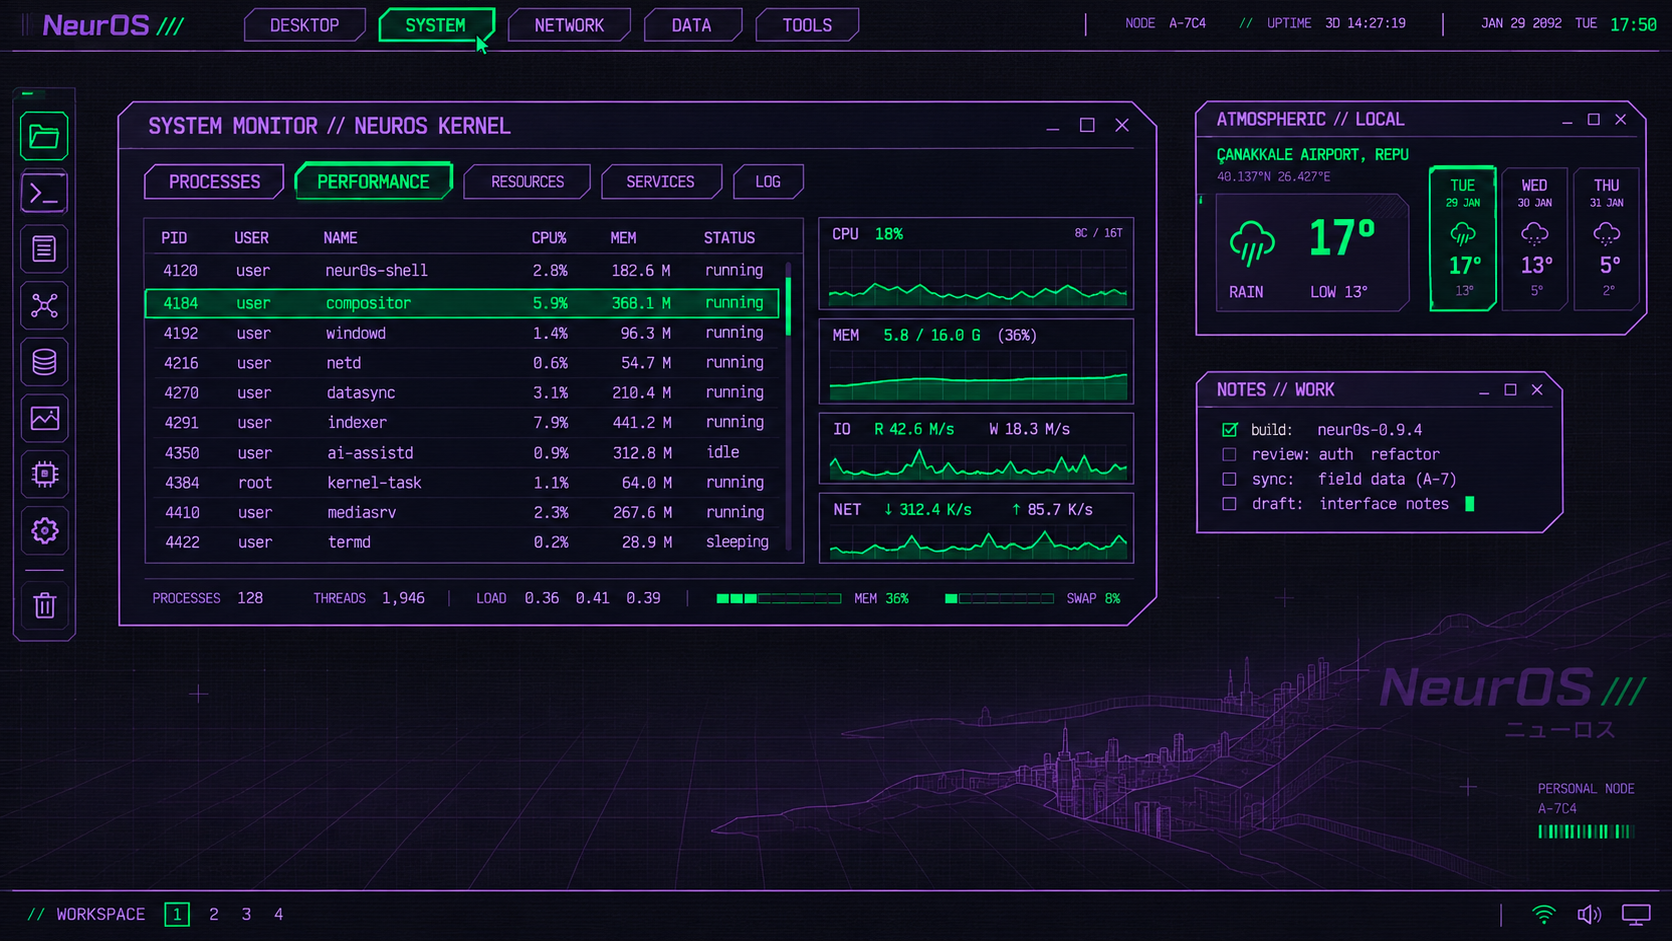 NeurOS ///
DESKTOP SYSTEM NETWORK DATA TOOLS
NODE A-7C4 // UPTIME 3D 14:27:19
JAN 29 2092 TUE 17:50
SYSTEM MONITOR // NEUROS KERNEL
PROCESSES PERFORMANCE RESOURCES SERVICES LOG
PID USER NAME CPU% MEM STATUS
4120 user neur0s-shell 2.8% 182.6 M running
4184 user compositor 5.9% 368.1 M running
4192 user windowd 1.4% 96.3 M running
4216 user netd 0.6% 54.7 M running
4270 user datasync 3.1% 210.4 M running
4291 user indexer 7.9% 441.2 M running
4350 user ai-assistd 0.9% 312.8 M idle
4384 root kernel-task 1.1% 64.0 M running
4410 user mediasrv 2.3% 267.6 M running
4422 user termd 0.2% 28.9 M sleeping
CPU 18% 8C / 16T
MEM 5.8 / 16.0 G (36%)
IO R 42.6 M/s W 18.3 M/s
NET ↓ 312.4 K/s ↑ 85.7 K/s
PROCESSES 128 THREADS 1,946 | LOAD 0.36 0.41 0.39 | MEM 36% SWAP 8%
ATMOSPHERIC // LOCAL
ÇANAKKALE AIRPORT, REPU
40.137°N 26.427°E
17°
RAIN LOW 13°
TUE
29 JAN
17°
13°
WED
30 JAN
13°
5°
THU
31 JAN
5°
2°
NOTES // WORK
build: neur0s-0.9.4
review: auth refactor
sync: field data (A-7)
draft: interface notes
NeurOS ///
ニューロス
PERSONAL NODE
A-7C4
// WORKSPACE 1 2 3 4